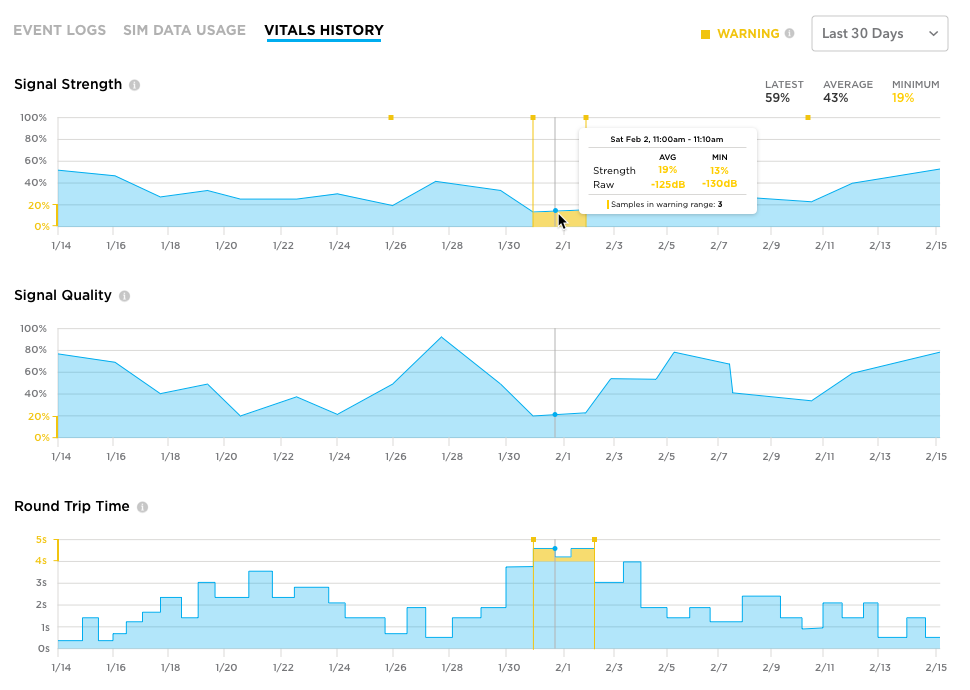 EVENT LOGS SIM DATA USAGE VITALS HISTORY WARNING Last 30 Days
Signal Strength
LATEST AVERAGE MINIMUM
59% 43% 19%
100%
80%
60%
40%
20%
0%
Sat Feb 2, 11:00am - 11:10am
AVG MIN
Strength 19% 13%
Raw -125dB -130dB
Samples in warning range: 3
1/14 1/16 1/18 1/20 1/22 1/24 1/26 1/28 1/30 2/1 2/3 2/5 2/7 2/9 2/11 2/13 2/15
Signal Quality
100%
80%
60%
40%
20%
0%
1/14 1/16 1/18 1/20 1/22 1/24 1/26 1/28 1/30 2/1 2/3 2/5 2/7 2/9 2/11 2/13 2/15
Round Trip Time
5s
4s
3s
2s
1s
0s
1/14 1/16 1/18 1/20 1/22 1/24 1/26 1/28 1/30 2/1 2/3 2/5 2/7 2/9 2/11 2/13 2/15